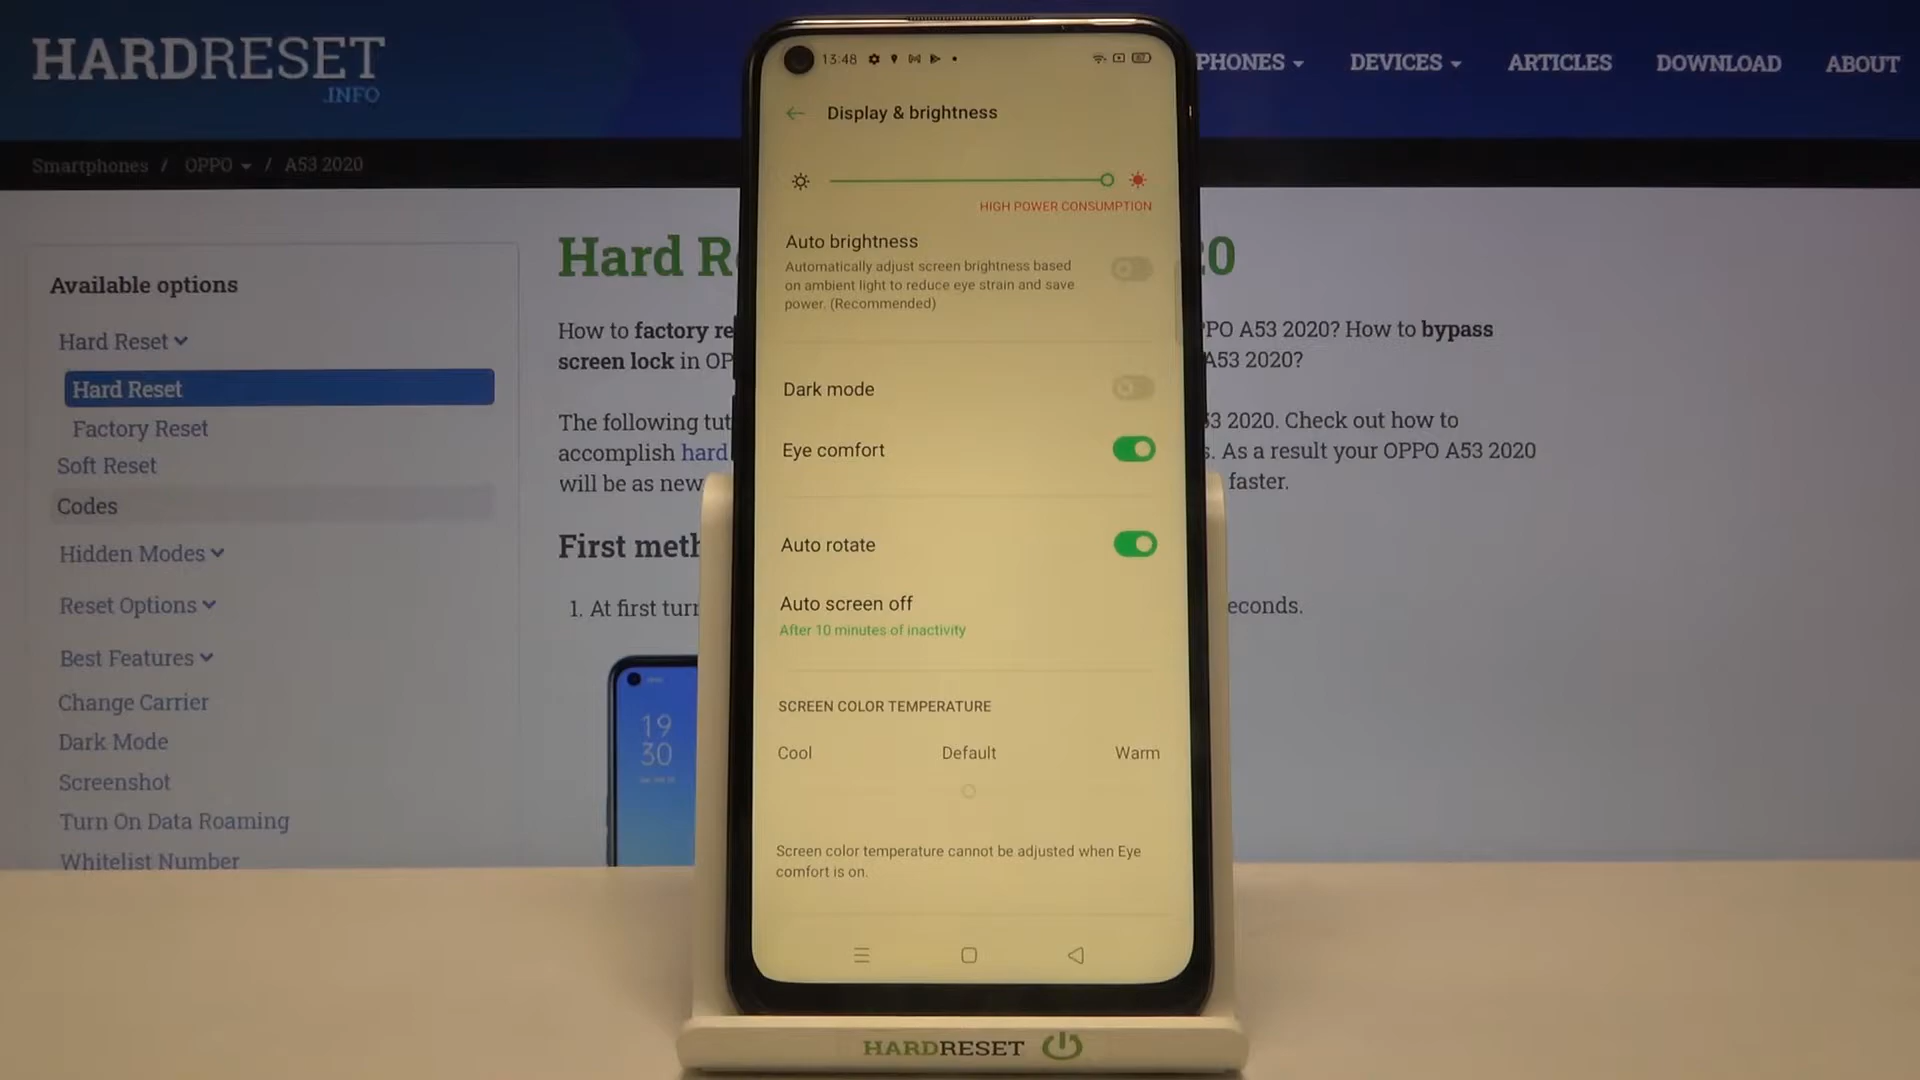 HARDRESET
.INFO
PHONES
DEVICES
ARTICLES
DOWNLOAD
ABOUT
Smartphones / OPPO / A53 2020
Available options
Hard Reset
Hard Reset
Factory Reset
Soft Reset
Codes
Hidden Modes
Reset Options
Best Features
Change Carrier
Dark Mode
Screenshot
Turn On Data Roaming
Whitelist Number
Hard R
20
How to factory re
PPO A53 2020? How to bypass
screen lock in OP
A53 2020?
The following tut
53 2020. Check out how to
accomplish hard
s. As a result your OPPO A53 2020
will be as new
faster.
First meth
1. At first turn
econds.
19
30
13:48
Display & brightness
HIGH POWER CONSUMPTION
Auto brightness
Automatically adjust screen brightness based
on ambient light to reduce eye strain and save
power. (Recommended)
Dark mode
Eye comfort
Auto rotate
Auto screen off
After 10 minutes of inactivity
SCREEN COLOR TEMPERATURE
Cool Default Warm
Screen color temperature cannot be adjusted when Eye
comfort is on.
HARDRESET